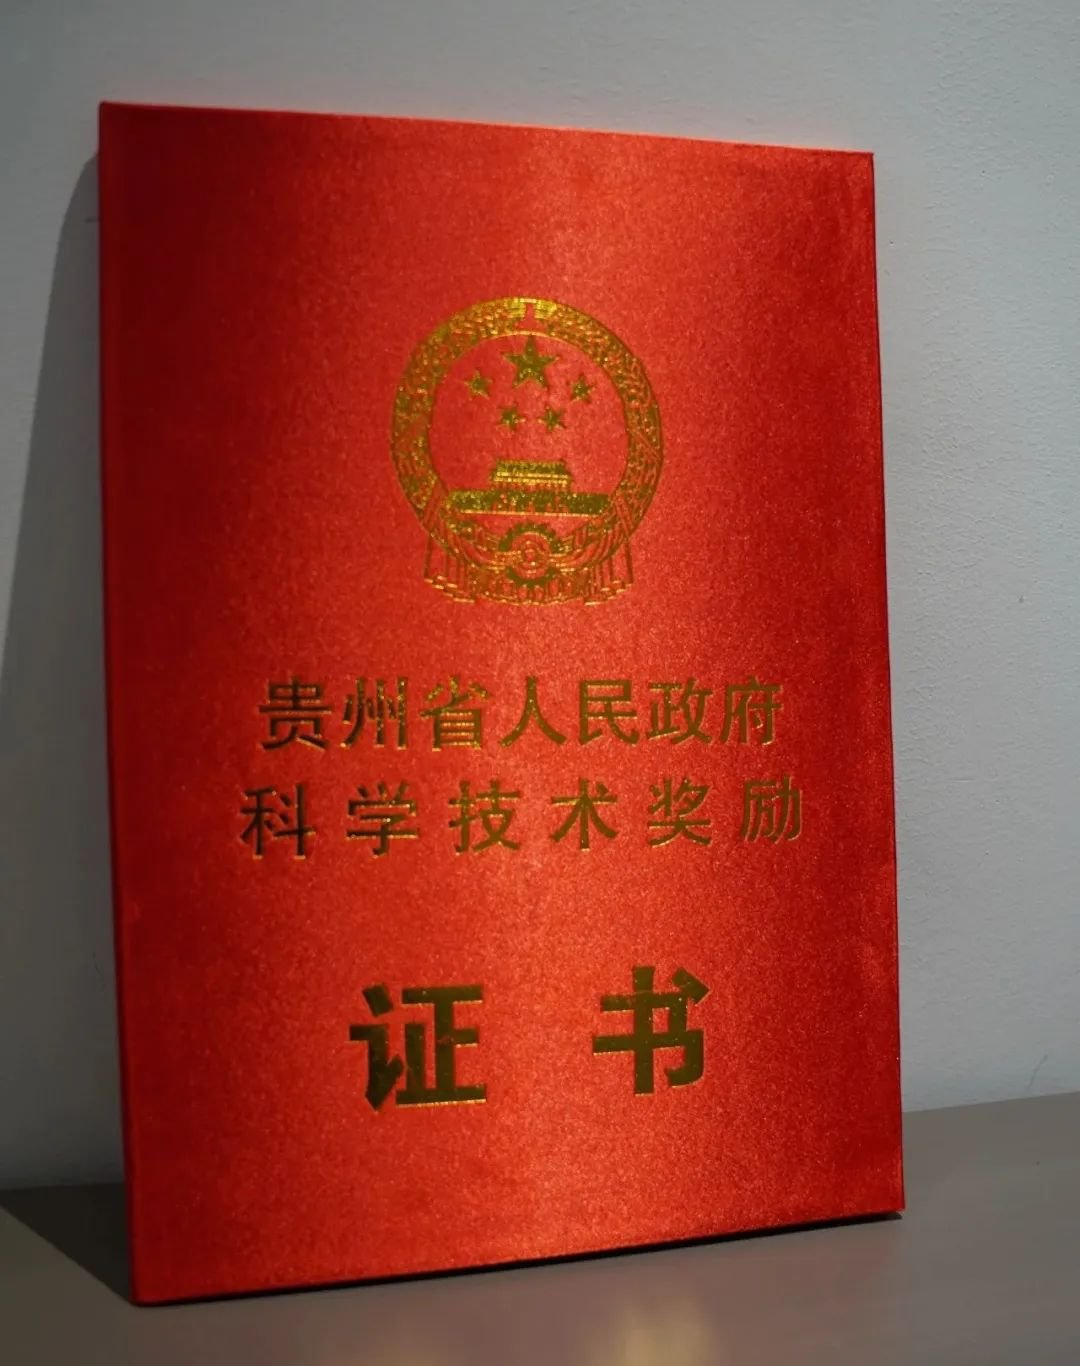 贵州省人民政府
科学技术奖励
证书